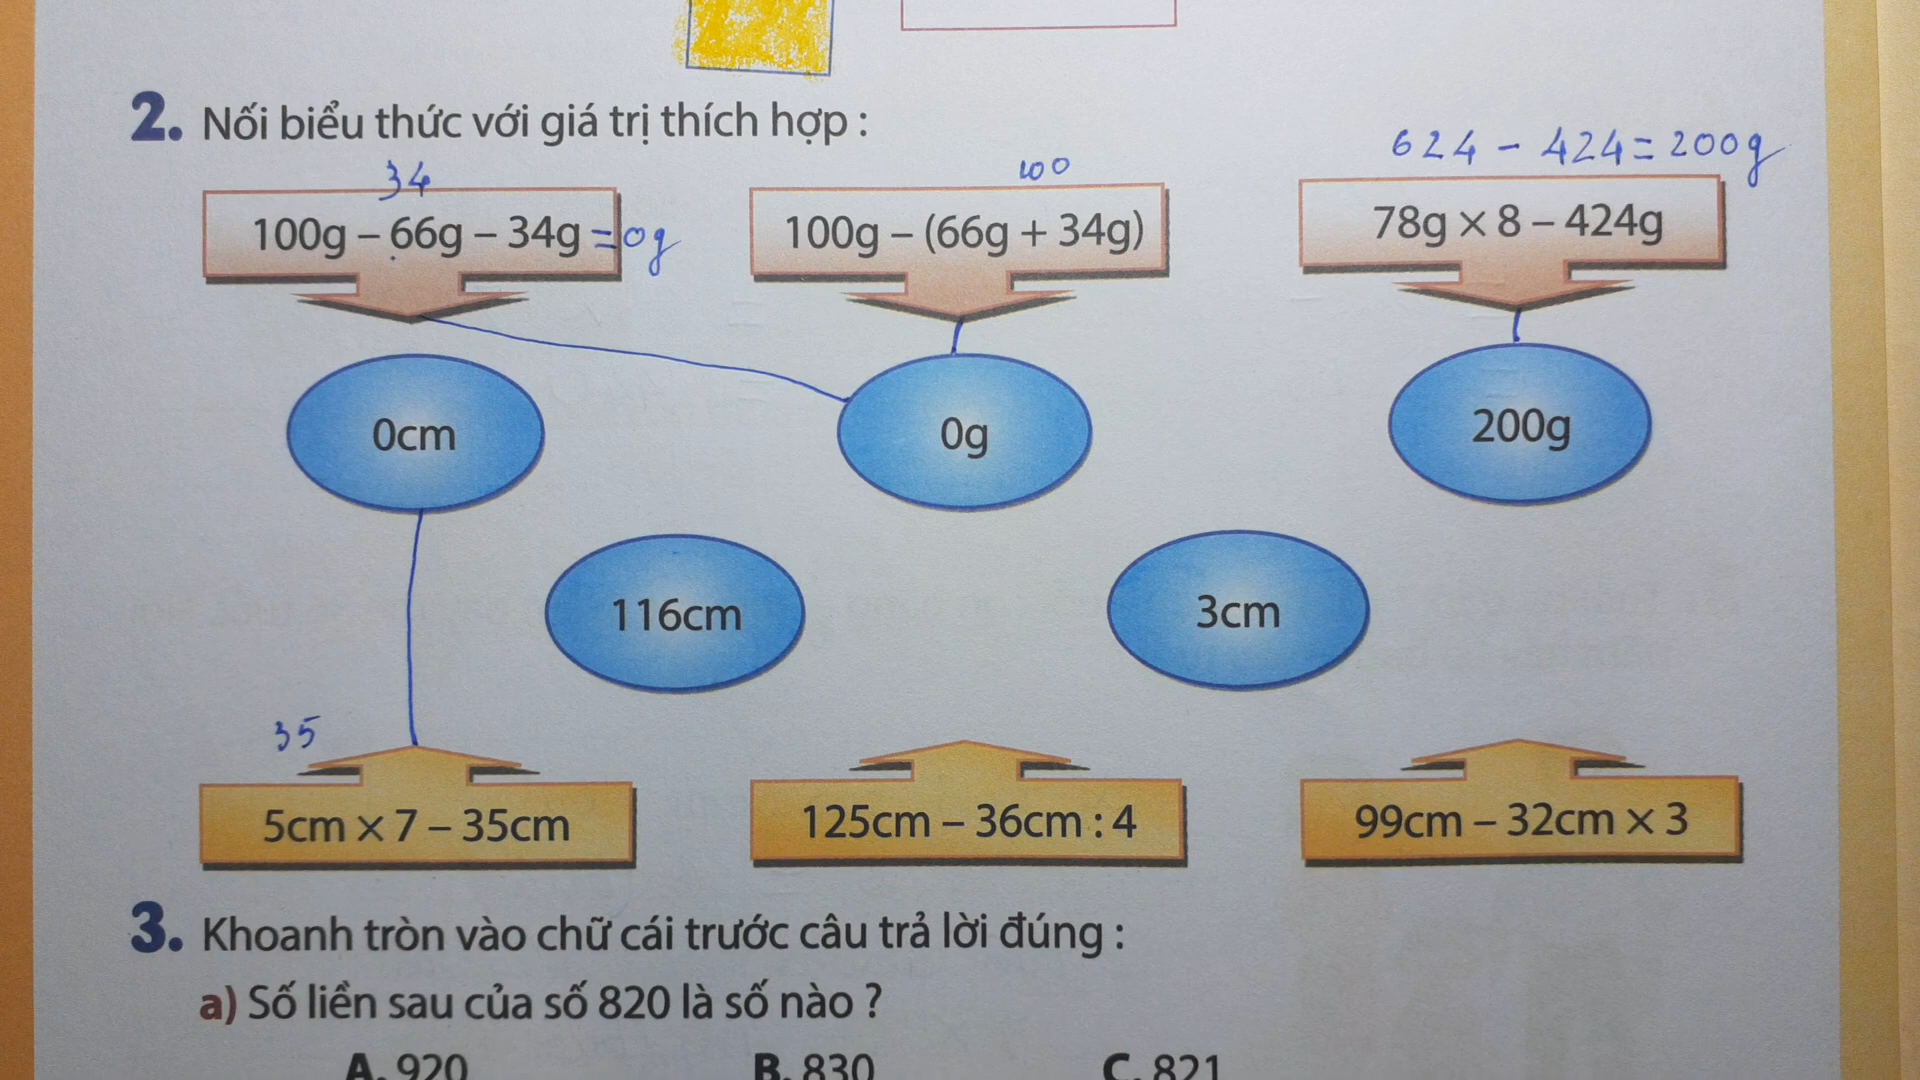 2. Nối biểu thức với giá trị thích hợp :
624 - 424 = 200g
34
100
100g – 66g – 34g = 0g
100g – (66g + 34g)
78g × 8 – 424g
0cm
0g
200g
116cm
3cm
35
5cm × 7 – 35cm
125cm – 36cm : 4
99cm – 32cm × 3
3. Khoanh tròn vào chữ cái trước câu trả lời đúng :
a) Số liền sau của số 820 là số nào ?
A. 920 B. 830 C. 821